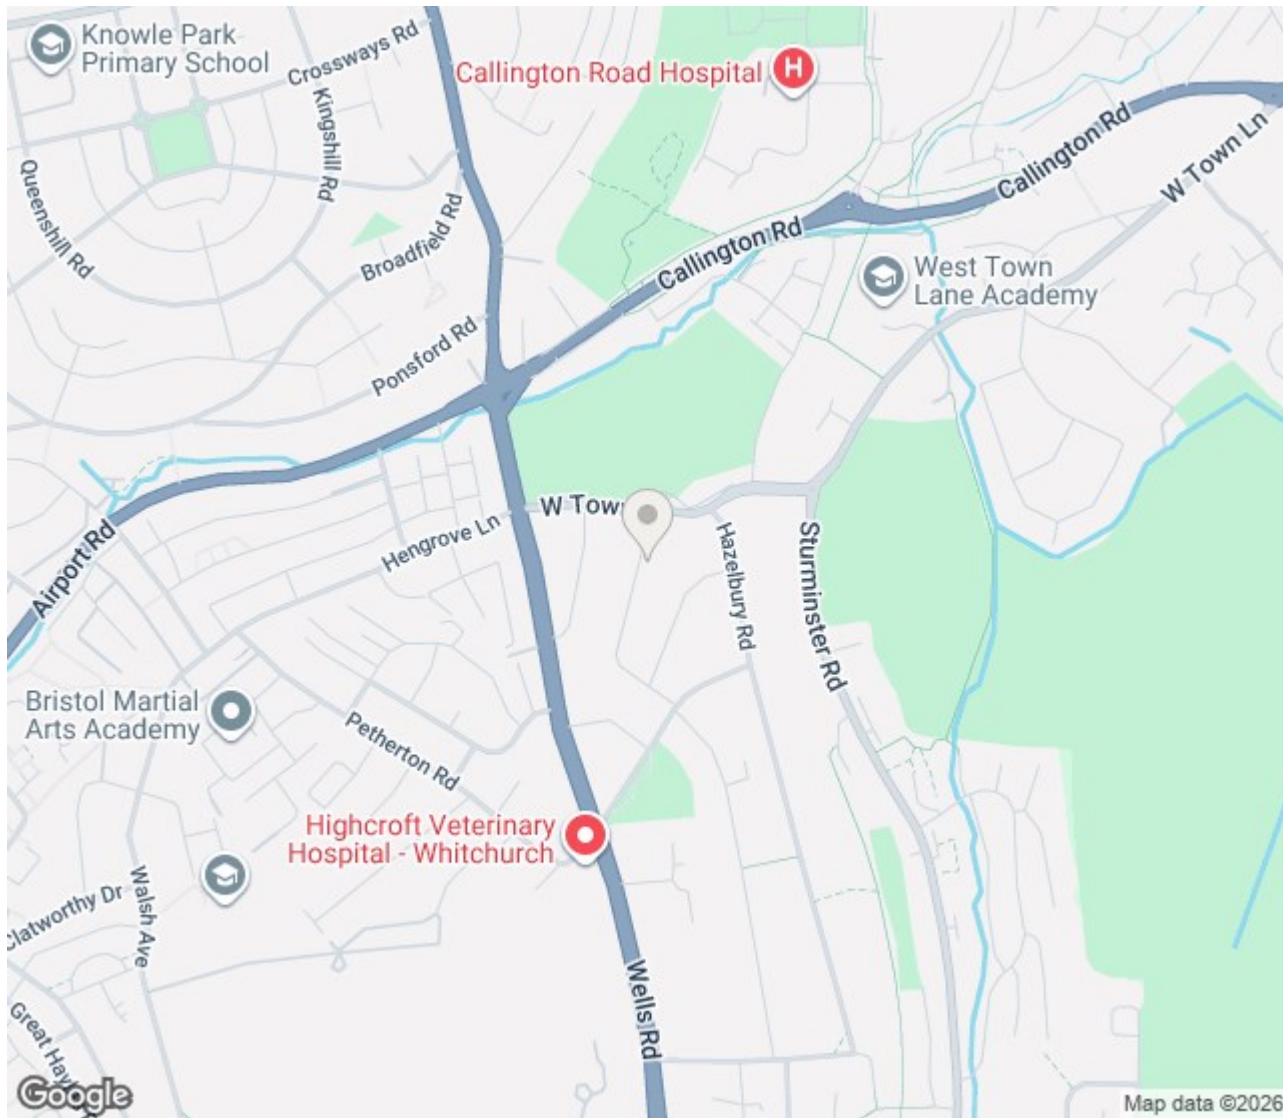 Knowle Park
Primary School
Crossways Rd
Kingshill Rd
Queenshill Rd
Broadfield Rd
Ponsford Rd
Callington Road Hospital
H
Callington Rd
Callington Rd
W Town Ln
West Town
Lane Academy
W Town
Hengrove Ln
Airport Rd
Hazelbury Rd
Sturminster Rd
Bristol Martial
Arts Academy
Petherton Rd
Highcroft Veterinary
Hospital - Whitchurch
Clatworthy Dr
Walsh Ave
Great
Wells Rd
Google
Map data ©2026